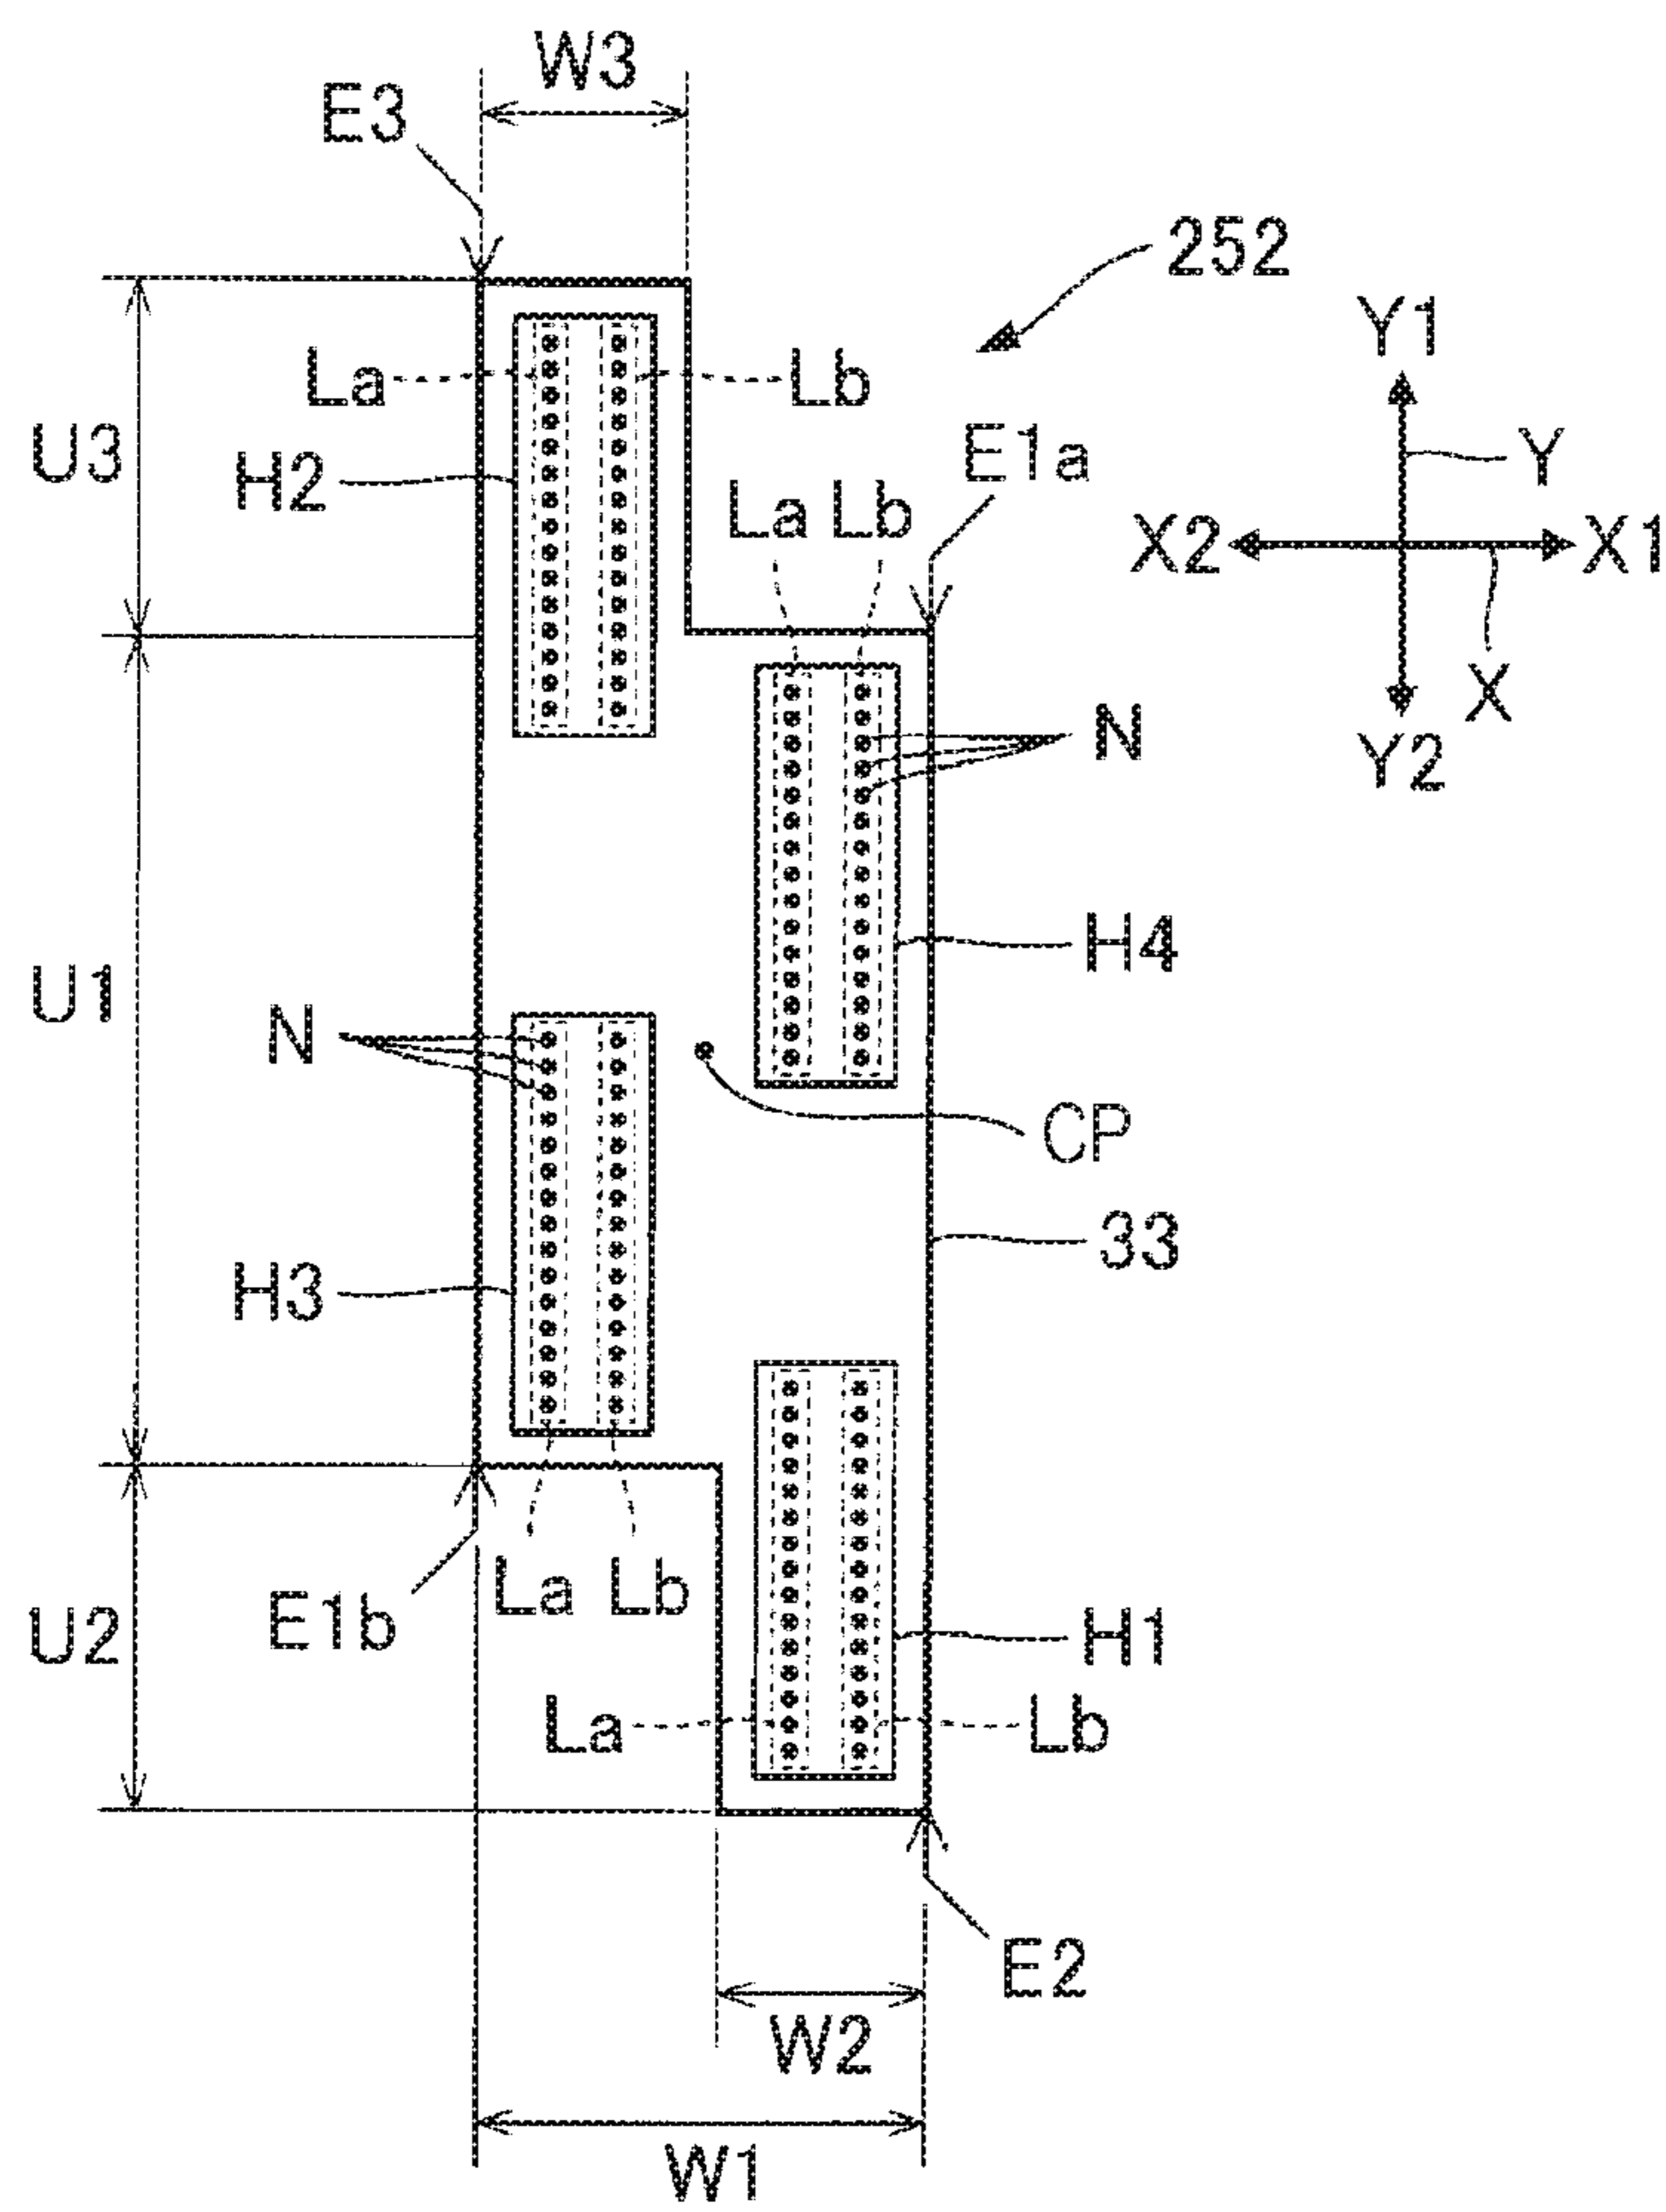 W3
E3
252
Y1
La
Lb
E1a
U3
H2
La Lb
Y
X2
X1
N
X
Y2
H4
U1
N
CP
33
H3
La Lb
E1b
U2
H1
La
Lb
E2
W2
W1